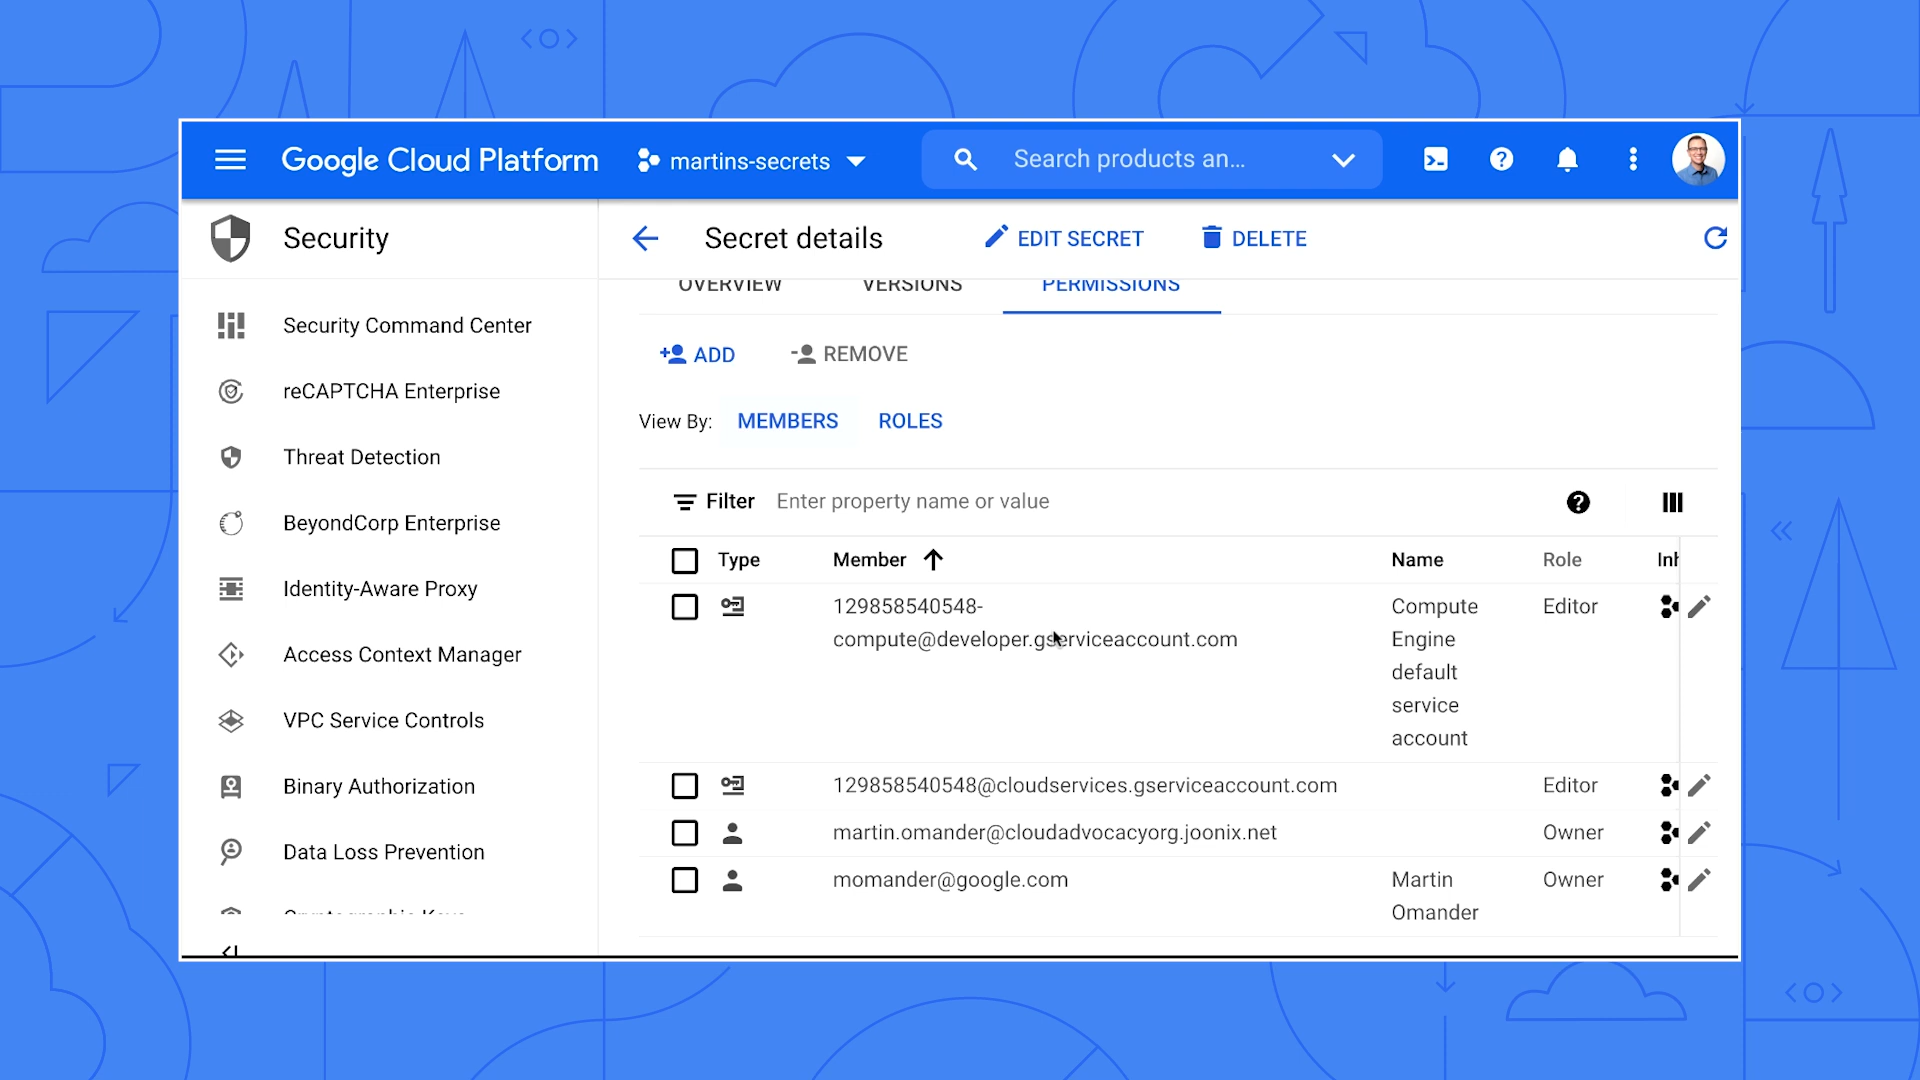 Google Cloud Platform
martins-secrets
Search products an...
Security
Secret details
EDIT SECRET
DELETE
OVERVIEW
VERSIONS
PERMISSIONS
Security Command Center
reCAPTCHA Enterprise
Threat Detection
BeyondCorp Enterprise
Identity-Aware Proxy
Access Context Manager
VPC Service Controls
Binary Authorization
Data Loss Prevention
ADD
REMOVE
View By: MEMBERS ROLES
Filter Enter property name or value
Type Member Name Role
129858540548-
compute@developer.gserviceaccount.com
Compute
Engine
default
service
account
Editor
129858540548@cloudservices.gserviceaccount.com Editor
martin.omander@cloudadvocacyorg.joonix.net Owner
momander@google.com
Martin
Omander
Owner